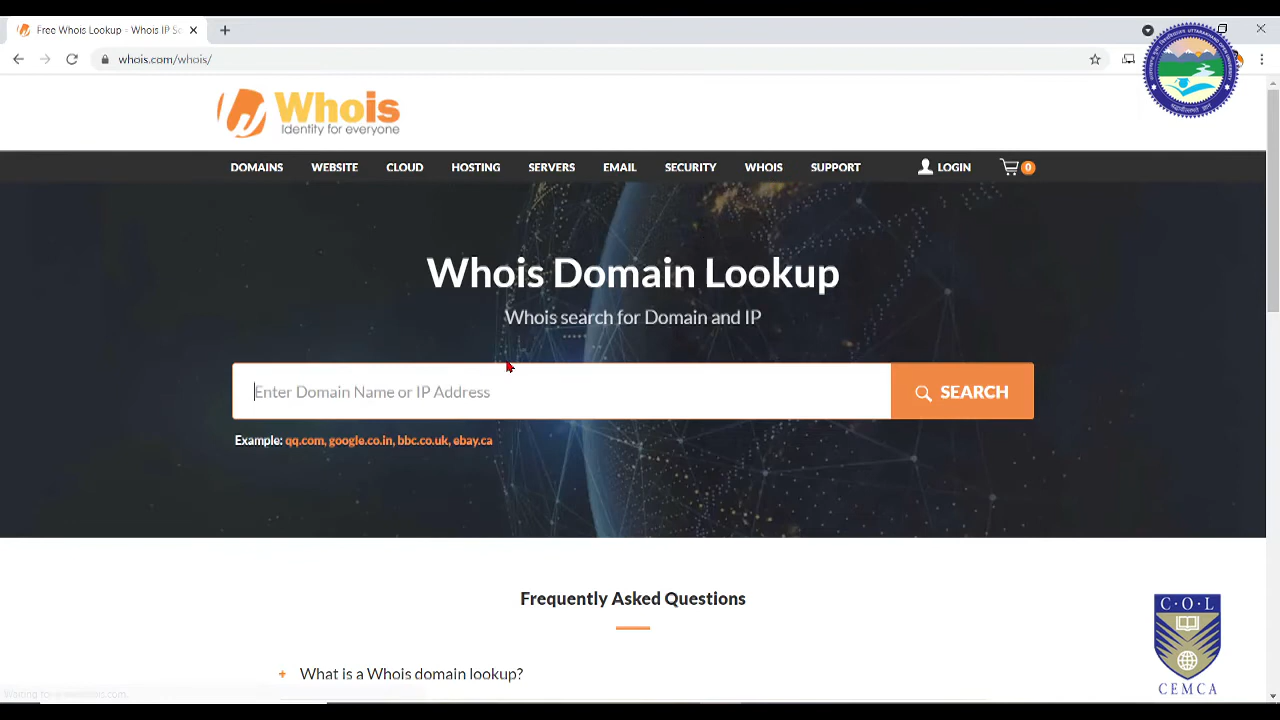 Free Whois Lookup - Whois IP Se
whois.com/whois/
Whois
Identity for everyone
DOMAINS WEBSITE CLOUD HOSTING SERVERS EMAIL SECURITY WHOIS SUPPORT LOGIN 0
Whois Domain Lookup
Whois search for Domain and IP
Enter Domain Name or IP Address
SEARCH
Example: qq.com, google.co.in, bbc.co.uk, ebay.ca
Frequently Asked Questions
+ What is a Whois domain lookup?
C·O·L
CEMCA